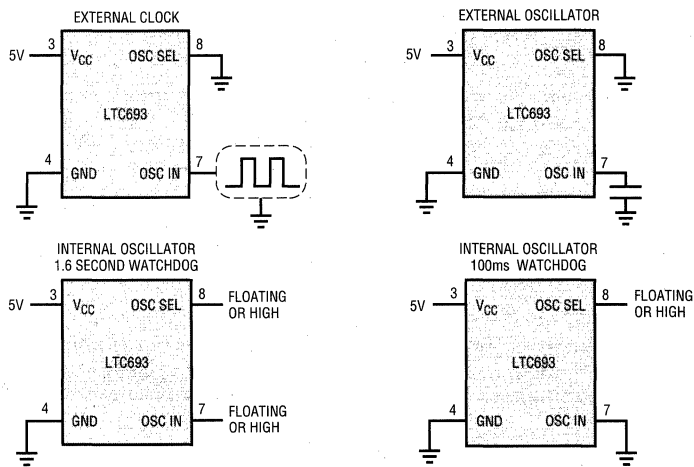 EXTERNAL CLOCK
5V
3
VCC
OSC SEL
8
LTC693
4
GND
OSC IN
7
EXTERNAL OSCILLATOR
5V
3
VCC
OSC SEL
8
LTC693
4
GND
OSC IN
7
INTERNAL OSCILLATOR
1.6 SECOND WATCHDOG
5V
3
VCC
OSC SEL
8
FLOATING
OR HIGH
LTC693
4
GND
OSC IN
7
FLOATING
OR HIGH
INTERNAL OSCILLATOR
100ms WATCHDOG
5V
3
VCC
OSC SEL
8
FLOATING
OR HIGH
LTC693
4
GND
OSC IN
7